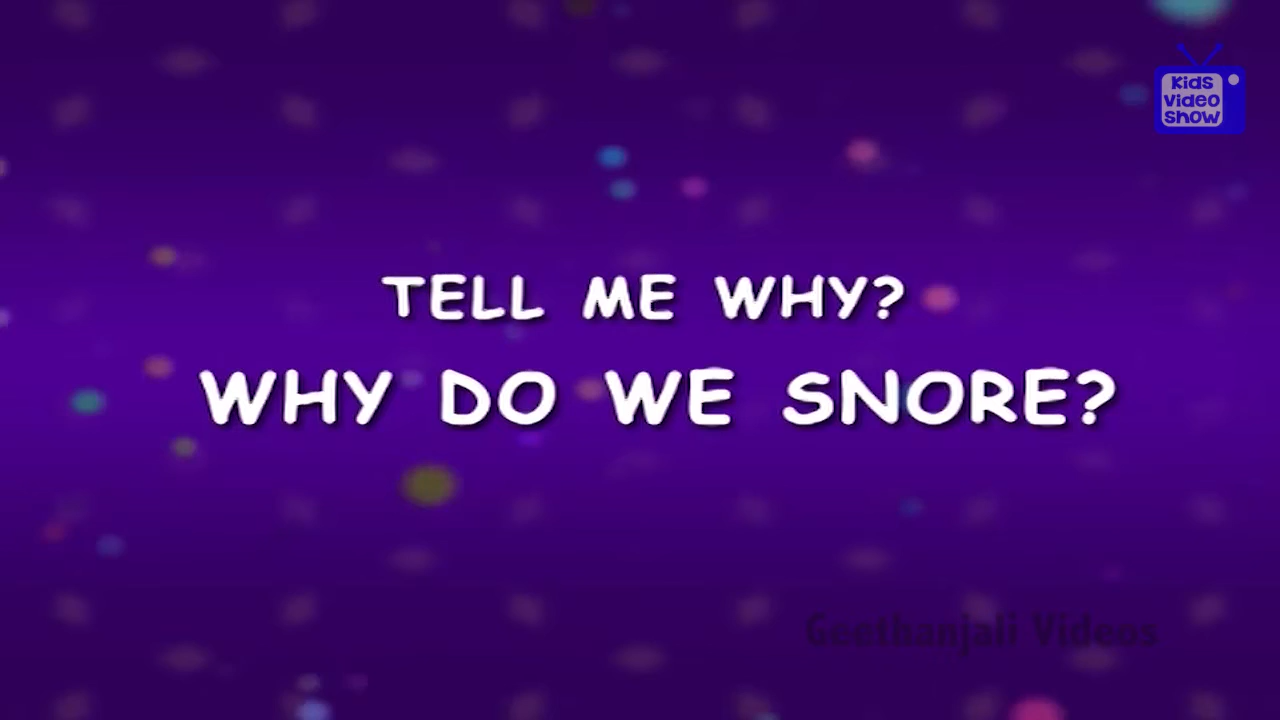 Kids
Video
Show
TELL ME WHY?
WHY DO WE SNORE?
Geethanjali Videos